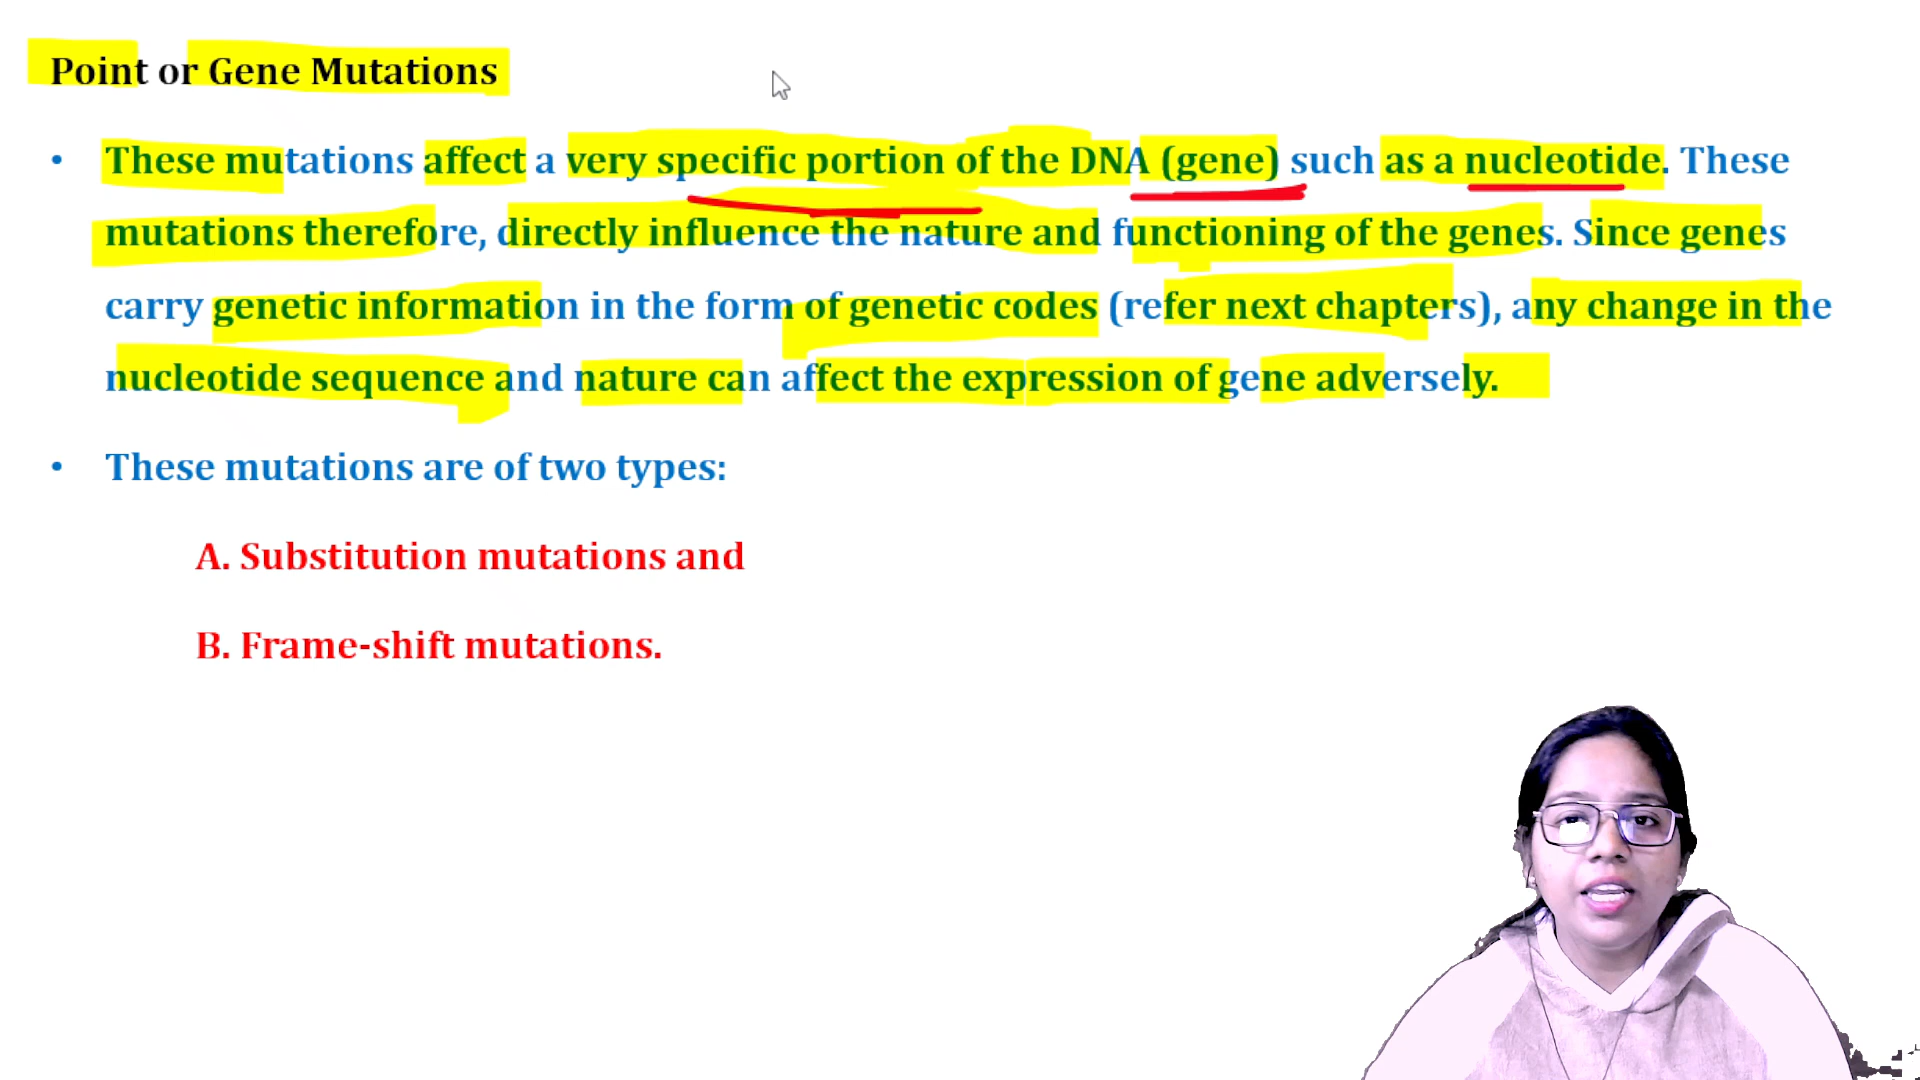 Point or Gene Mutations
• These mutations affect a very specific portion of the DNA (gene) such as a nucleotide. These
mutations therefore, directly influence the nature and functioning of the genes. Since genes
carry genetic information in the form of genetic codes (refer next chapters), any change in the
nucleotide sequence and nature can affect the expression of gene adversely.
• These mutations are of two types:
A. Substitution mutations and
B. Frame-shift mutations.